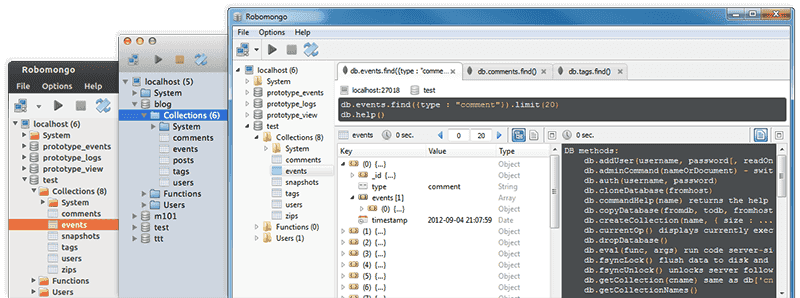 Robomongo
File Options Help
localhost (5)
System
prototype_events
prototype_logs
prototype_view
test
Collections (8)
System
comments
events
snapshots
tags
users
zips
Functions
Users
localhost (5)
System
blog
Collections (6)
System
comments
events
posts
tags
users
Functions
Users
m101
test
ttt
Robomongo
File Options Help
localhost (6)
System
prototype_events
prototype_logs
prototype_view
test
Collections (8)
System
comments
events
snapshots
tags
users
zips
Functions (0)
Users (1)
db.events.find({type : "comme...
db.comments.find()
db.tags.find()
localhost:27018 test
db.events.find({type : "comment"}).limit(20)
db.help()
events 0 sec. 0 20
Key Value Type
(0) {...} Object
_id {...} Object
type comment String
events [1] Array
(0) {...} Object
timestamp 2012-09-04 21:07:59 Date
(1) {...} Object
(2) {...} Object
(3) {...} Object
(4) {...} Object
(5) {...} Object
(6) {...} Object
(7) {...} Object
0 sec.
DB methods:
db.addUser(username, password[, readOn
db.adminCommand(nameOrDocument) - swit
db.auth(username, password)
db.cloneDatabase(fromhost)
db.commandHelp(name) returns the help
db.copyDatabase(fromdb, todb, fromhost
db.createCollection(name, { size : ...
db.currentOp() displays currently exec
db.dropDatabase()
db.eval(func, args) run code server-si
db.fsyncLock() flush data to disk and
db.fsyncUnlock() unlocks server follow
db.getCollection(cname) same as db['cn
db.getCollectionNames()